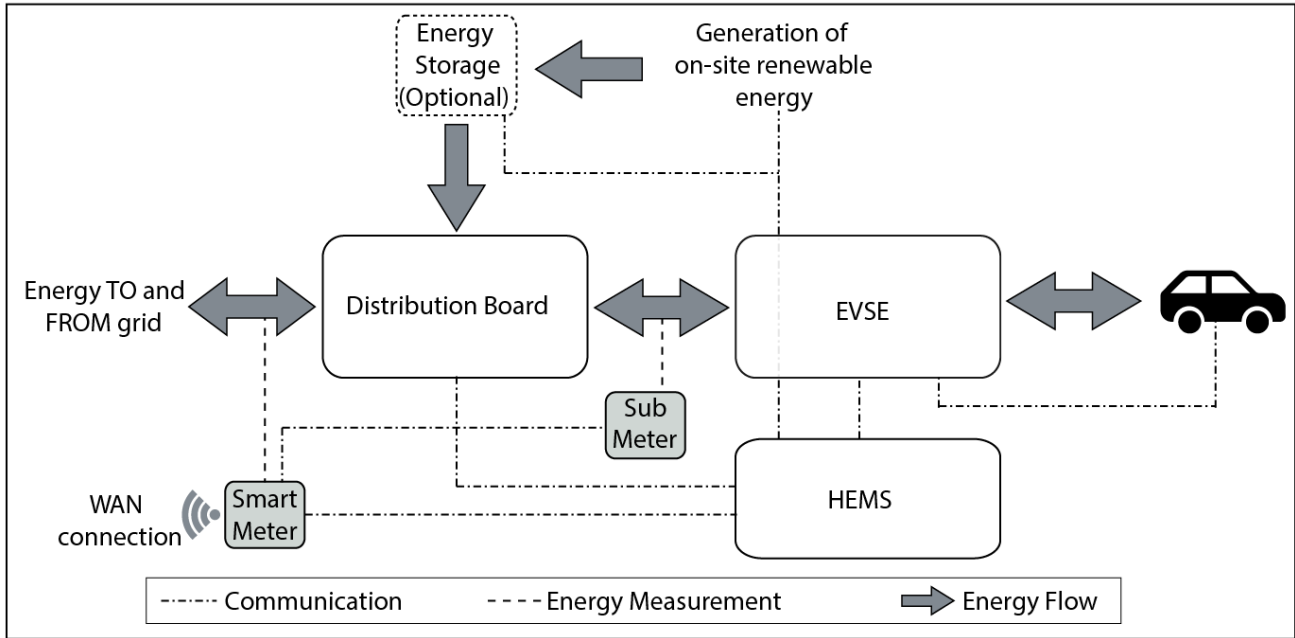 Energy
Storage
(Optional)
Generation of
on-site renewable
energy
Energy TO and
FROM grid
Distribution Board
EVSE
Sub
Meter
HEMS
WAN
connection
Smart
Meter
Communication
Energy Measurement
Energy Flow